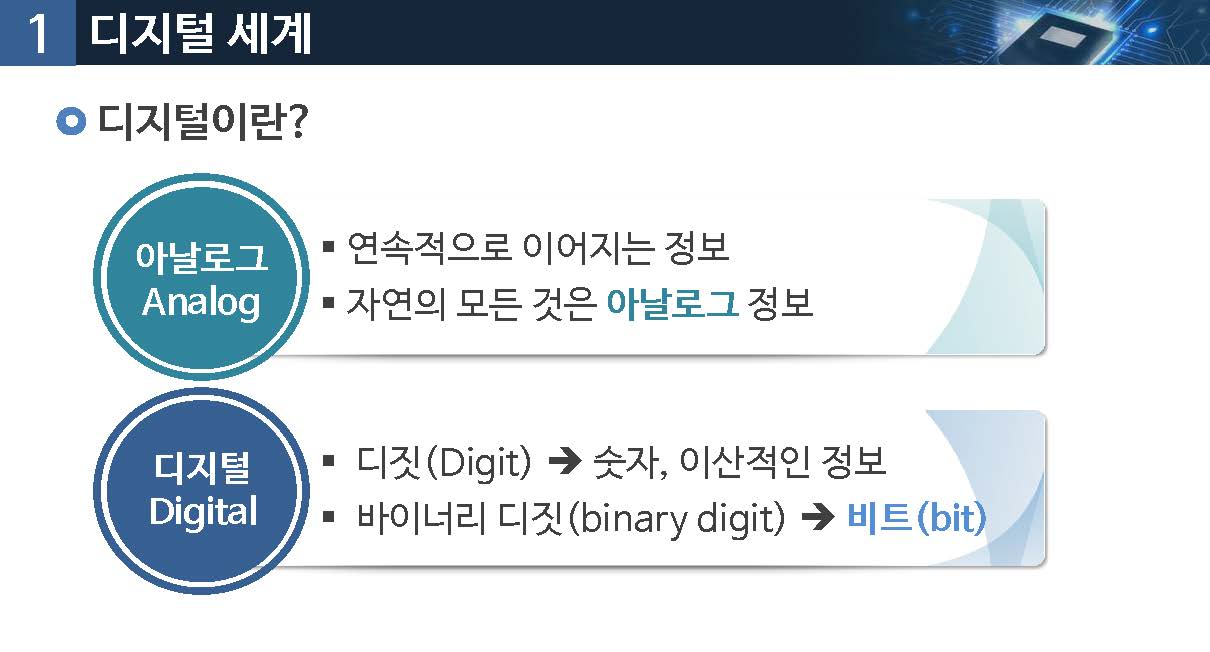 1 디지털 세계
디지털이란?
아날로그
Analog
▪ 연속적으로 이어지는 정보
▪ 자연의 모든 것은 아날로그 정보
디지털
Digital
▪ 디짓(Digit) ➔ 숫자, 이산적인 정보
▪ 바이너리 디짓(binary digit) ➔ 비트(bit)